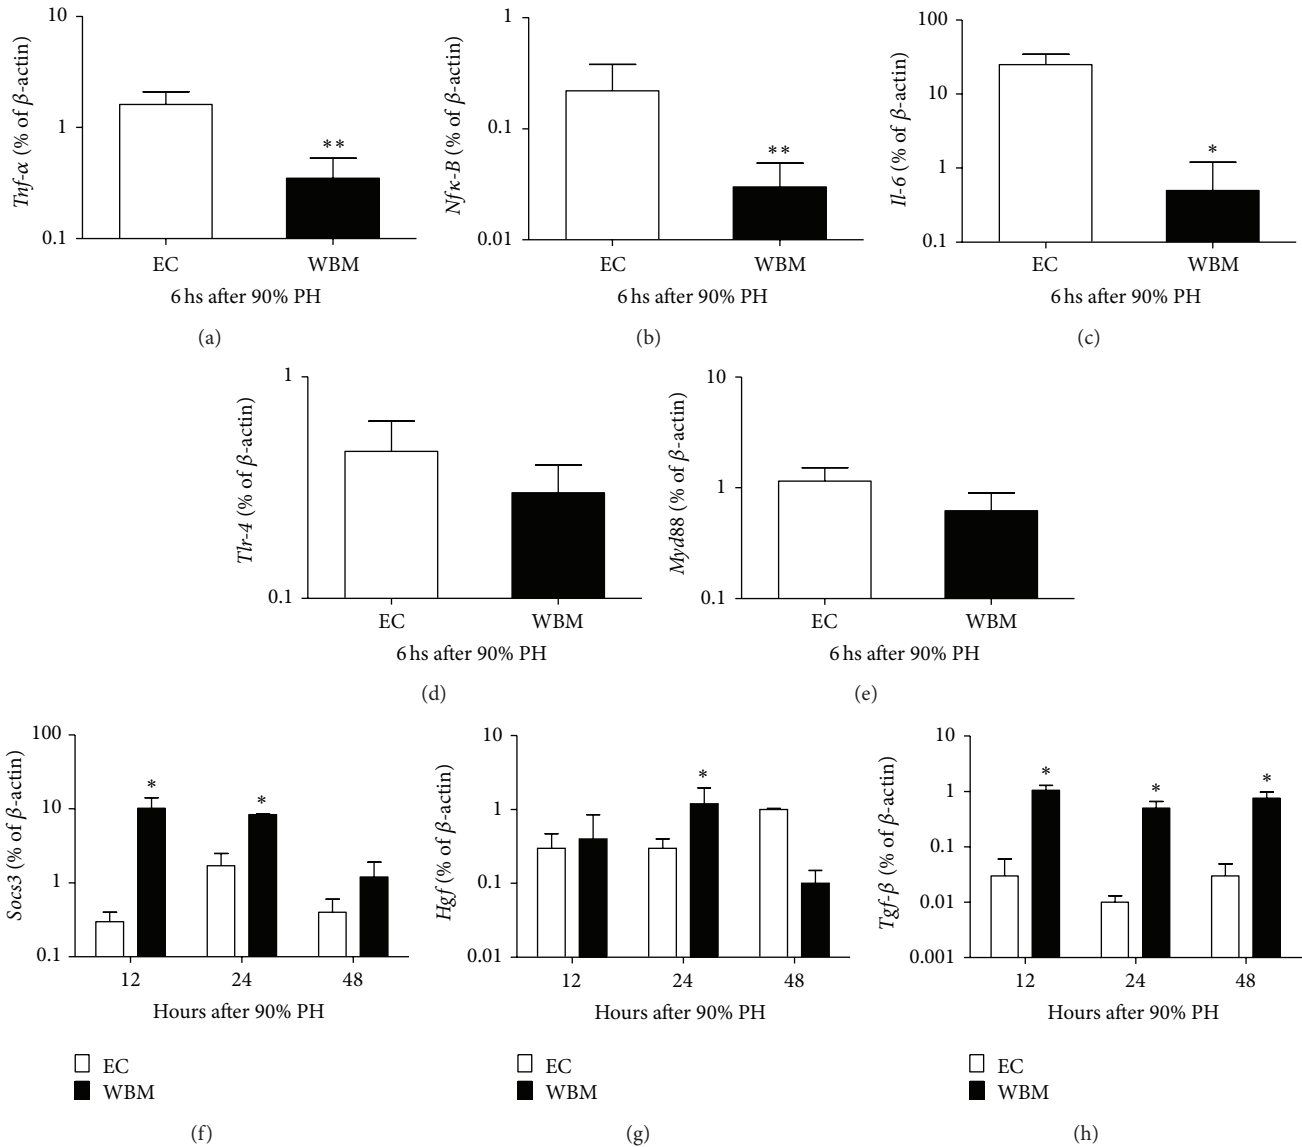 10
1
0.1
Tnf-α (% of β-actin)
**
EC WBM
6 hs after 90% PH
(a)
1
0.1
0.01
Nfκ-B (% of β-actin)
**
EC WBM
6 hs after 90% PH
(b)
100
10
1
0.1
Il-6 (% of β-actin)
*
EC WBM
6 hs after 90% PH
(c)
1
0.1
Tlr-4 (% of β-actin)
EC WBM
6 hs after 90% PH
(d)
10
1
0.1
Myd88 (% of β-actin)
EC WBM
6 hs after 90% PH
(e)
100
10
1
0.1
Socs3 (% of β-actin)
* *
12 24 48
Hours after 90% PH
EC
WBM
(f)
10
1
0.1
0.01
Hgf (% of β-actin)
*
12 24 48
Hours after 90% PH
EC
WBM
(g)
10
1
0.1
0.01
0.001
Tgf-β (% of β-actin)
* * *
12 24 48
Hours after 90% PH
EC
WBM
(h)